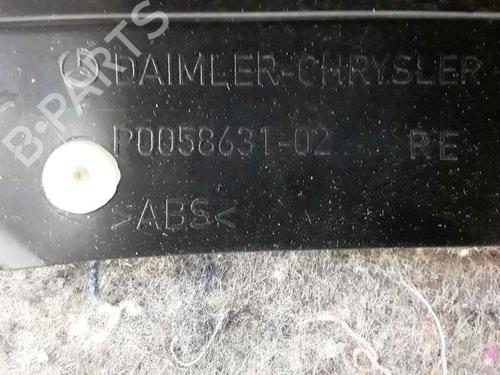 DAIMLER-CHRYSLER
P0058631-02 RE
>ABS<
B-PARTS